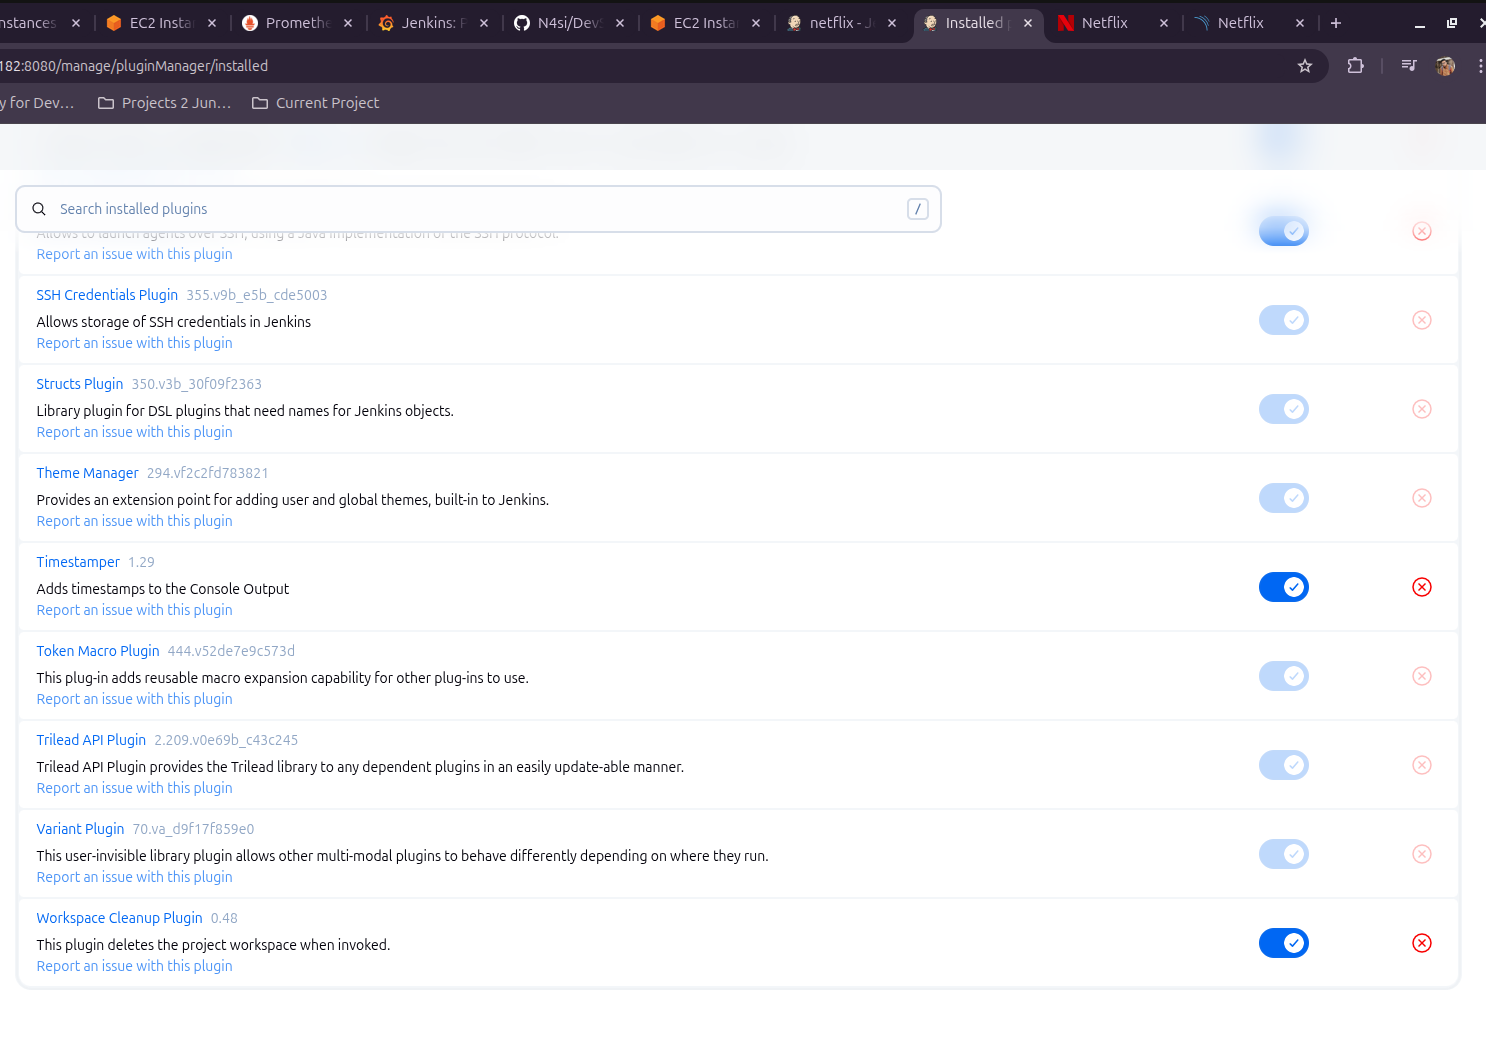 nstances
EC2 Insta
Promethe
Jenkins: P
N4si/DevS
EC2 Insta
netflix - J
Installed p
Netflix
Netflix
182:8080/manage/pluginManager/installed
y for Dev…
Projects 2 Jun…
Current Project
Search installed plugins
/
Allows to launch agents over SSH, using a Java implementation of the SSH protocol.
Report an issue with this plugin
SSH Credentials Plugin 355.v9b_e5b_cde5003
Allows storage of SSH credentials in Jenkins
Report an issue with this plugin
Structs Plugin 350.v3b_30f09f2363
Library plugin for DSL plugins that need names for Jenkins objects.
Report an issue with this plugin
Theme Manager 294.vf2c2fd783821
Provides an extension point for adding user and global themes, built-in to Jenkins.
Report an issue with this plugin
Timestamper 1.29
Adds timestamps to the Console Output
Report an issue with this plugin
Token Macro Plugin 444.v52de7e9c573d
This plug-in adds reusable macro expansion capability for other plug-ins to use.
Report an issue with this plugin
Trilead API Plugin 2.209.v0e69b_c43c245
Trilead API Plugin provides the Trilead library to any dependent plugins in an easily update-able manner.
Report an issue with this plugin
Variant Plugin 70.va_d9f17f859e0
This user-invisible library plugin allows other multi-modal plugins to behave differently depending on where they run.
Report an issue with this plugin
Workspace Cleanup Plugin 0.48
This plugin deletes the project workspace when invoked.
Report an issue with this plugin